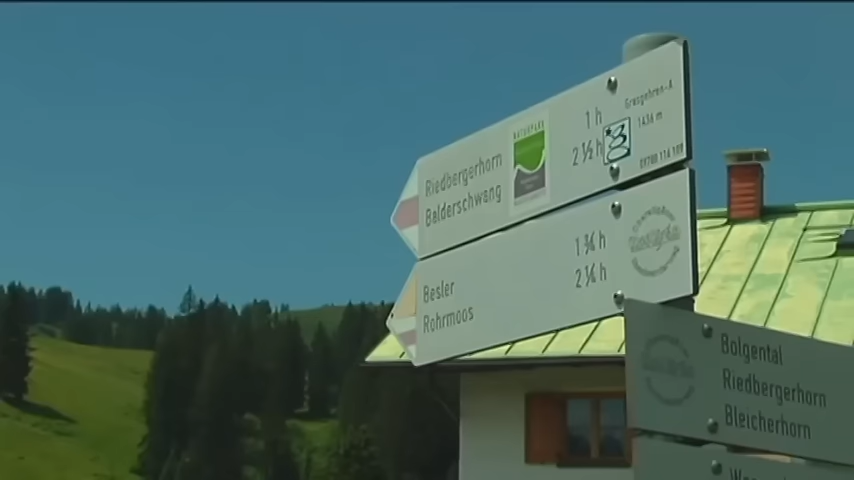 NATURPARK
Riedbergerhorn 1 h
Balderschwang 2 ½ h
Grasgehren-A
1436 m
Besler 1 ¾ h
Rohrmoos 2 ¼ h
Bolgental
Riedbergerhorn
Bleicherhorn